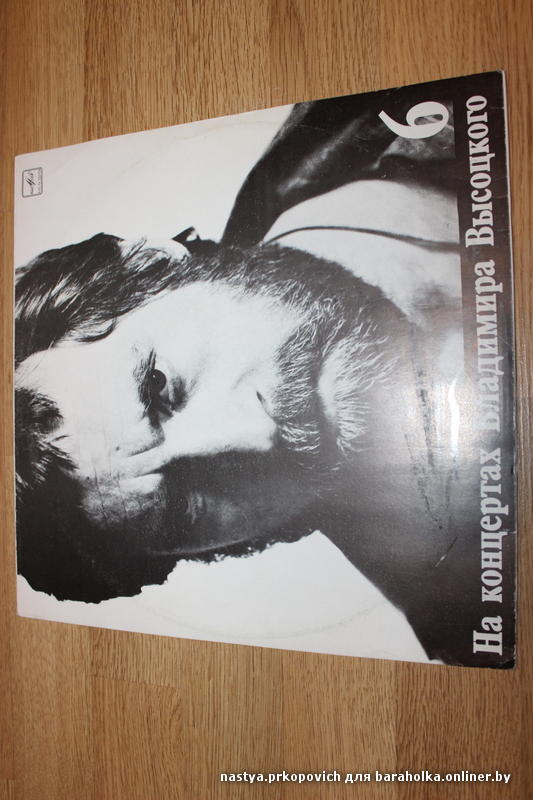 6
На концертах Владимира Высоцкого
nastya.prkopovich для baraholka.onliner.by